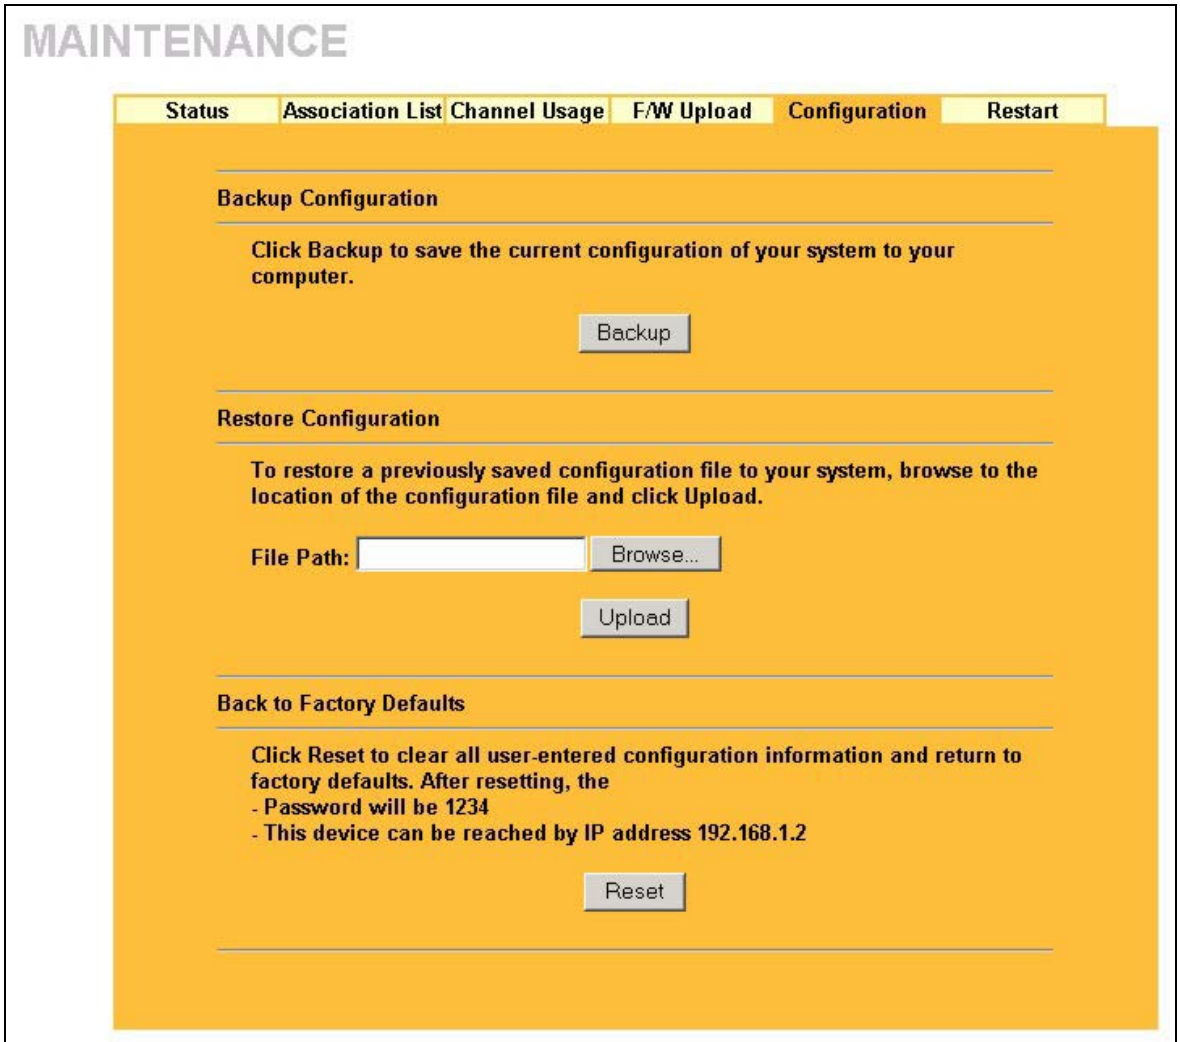 MAINTENANCE
Status Association List Channel Usage F/W Upload Configuration Restart
Backup Configuration
Click Backup to save the current configuration of your system to your
computer.
Backup
Restore Configuration
To restore a previously saved configuration file to your system, browse to the
location of the configuration file and click Upload.
File Path: Browse...
Upload
Back to Factory Defaults
Click Reset to clear all user-entered configuration information and return to
factory defaults. After resetting, the
- Password will be 1234
- This device can be reached by IP address 192.168.1.2
Reset